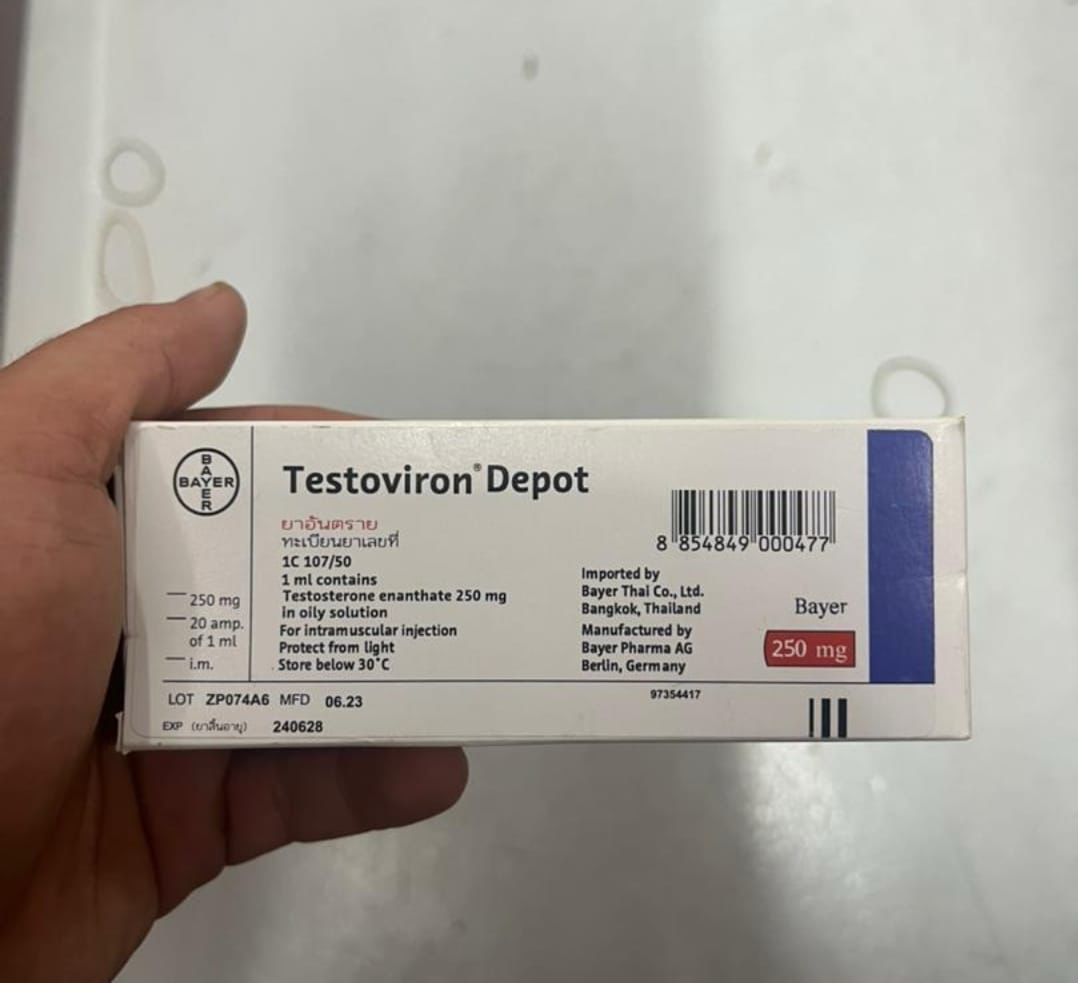 BAYER
BAYER
Testoviron® Depot
ยาอันตราย
ทะเบียนยาเลขที่
1C 107/50
1 ml contains
Testosterone enanthate 250 mg
in oily solution
For intramuscular injection
Protect from light
Store below 30°C
250 mg
20 amp.
of 1 ml
i.m.
8 854849 000477
Imported by
Bayer Thai Co., Ltd.
Bangkok, Thailand
Manufactured by
Bayer Pharma AG
Berlin, Germany
Bayer
250 mg
LOT ZP074A6 MFD 06.23
EXP (ยาสิ้นอายุ) 240628
97354417